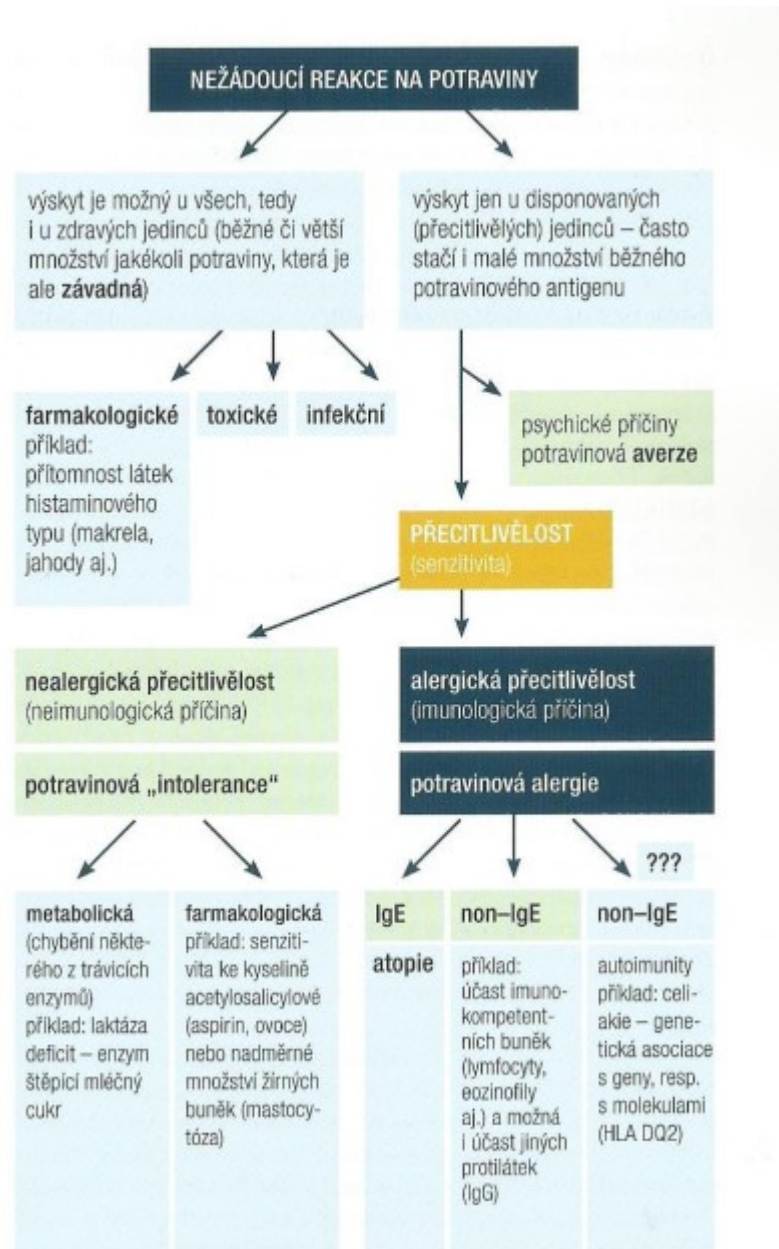 NEŽÁDOUCÍ REAKCE NA POTRAVINY
výskyt je možný u všech, tedy
i u zdravých jedinců (běžné či větší
množství jakékoli potraviny, která je
ale závadná)
výskyt jen u disponovaných
(přecitlivělých) jedinců – často
stačí i malé množství běžného
potravinového antigenu
farmakologické
příklad:
přítomnost látek
histaminového
typu (makrela,
jahody aj.)
toxické
infekční
psychické příčiny
potravinová averze
PŘECITLIVĚLOST
(senzitivita)
nealergická přecitlivělost
(neimunologická příčina)
potravinová „intolerance“
alergická přecitlivělost
(imunologická příčina)
potravinová alergie
metabolická
(chybění někte-
rého z trávicích
enzymů)
příklad: laktáza
deficit – enzym
štěpící mléčný
cukr
farmakologická
příklad: senziti-
vita ke kyselině
acetylosalicylové
(aspirin, ovoce)
nebo nadměrné
množství žírných
buněk (mastocy-
tóza)
IgE
atopie
non–IgE
příklad:
účast imuno-
kompetent-
ních buněk
(lymfocyty,
eozinofily
aj.) a možná
i účast jiných
protilátek
(IgG)
???
non–IgE
autoimunity
příklad: celi-
akie – gene-
tická asociace
s geny, resp.
s molekulami
(HLA DQ2)